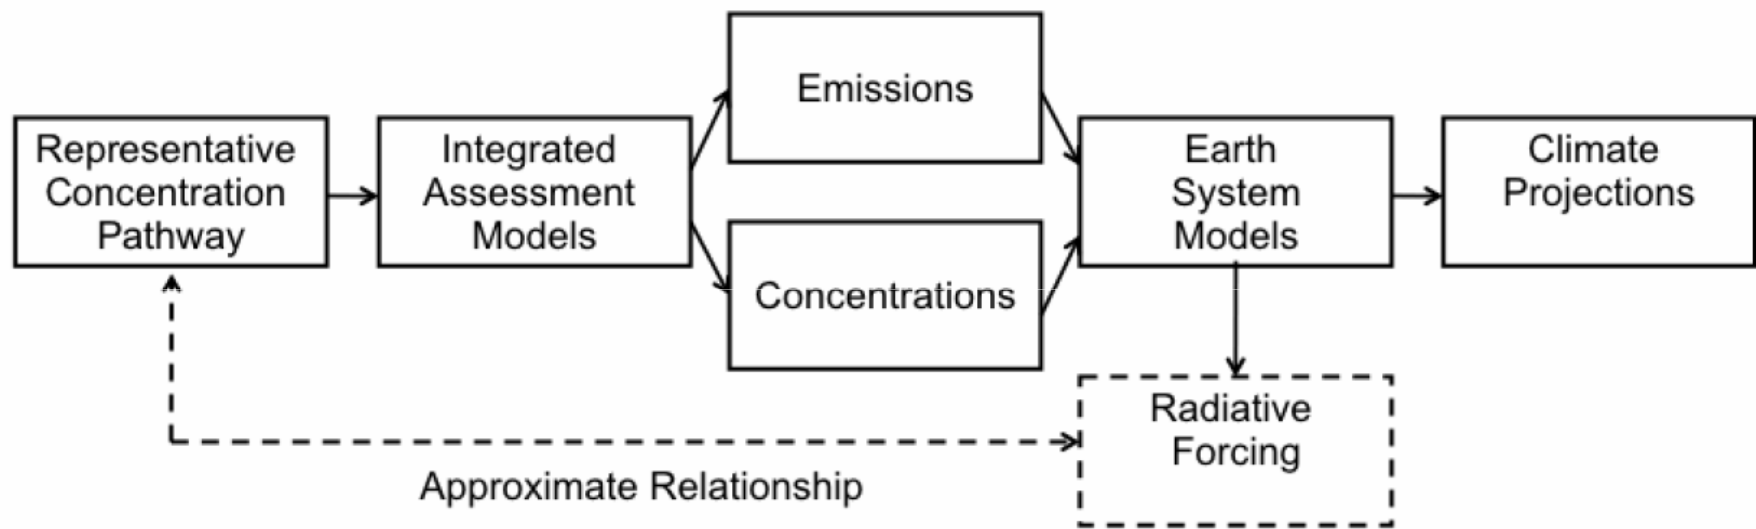 Representative
Concentration
Pathway
Integrated
Assessment
Models
Emissions
Concentrations
Earth
System
Models
Climate
Projections
Radiative
Forcing
Approximate Relationship